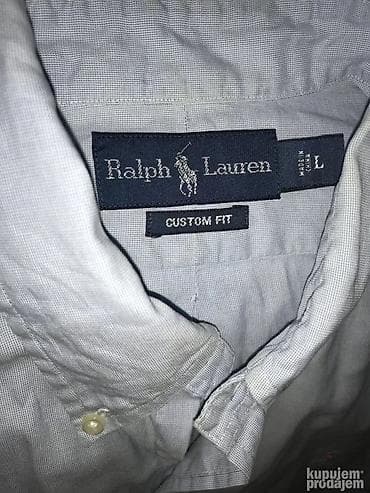 Ralph Lauren
L
CUSTOM FIT
kupujem
prodajem